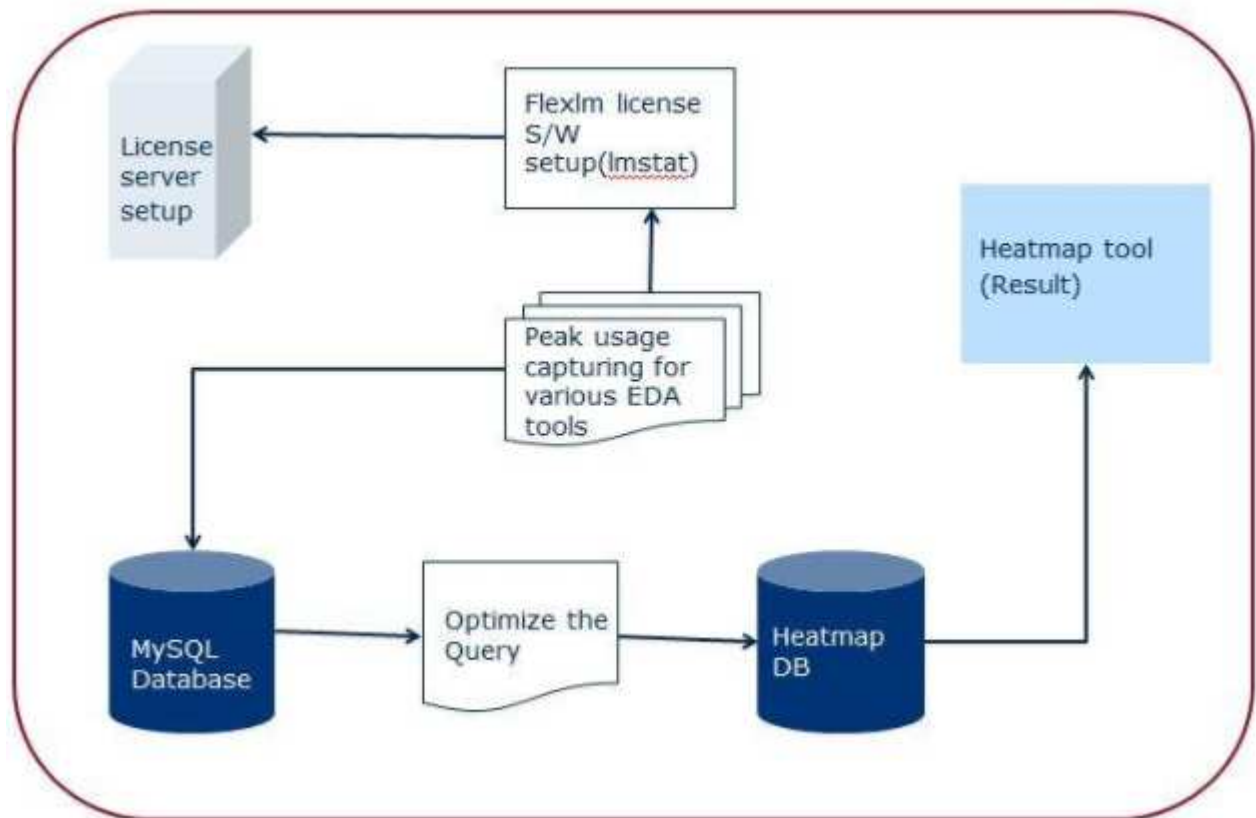 License
server
setup
Flexlm license
S/W
setup(lmstat)
Heatmap tool
(Result)
Peak usage
capturing for
various EDA
tools
MySQL
Database
Optimize the
Query
Heatmap
DB